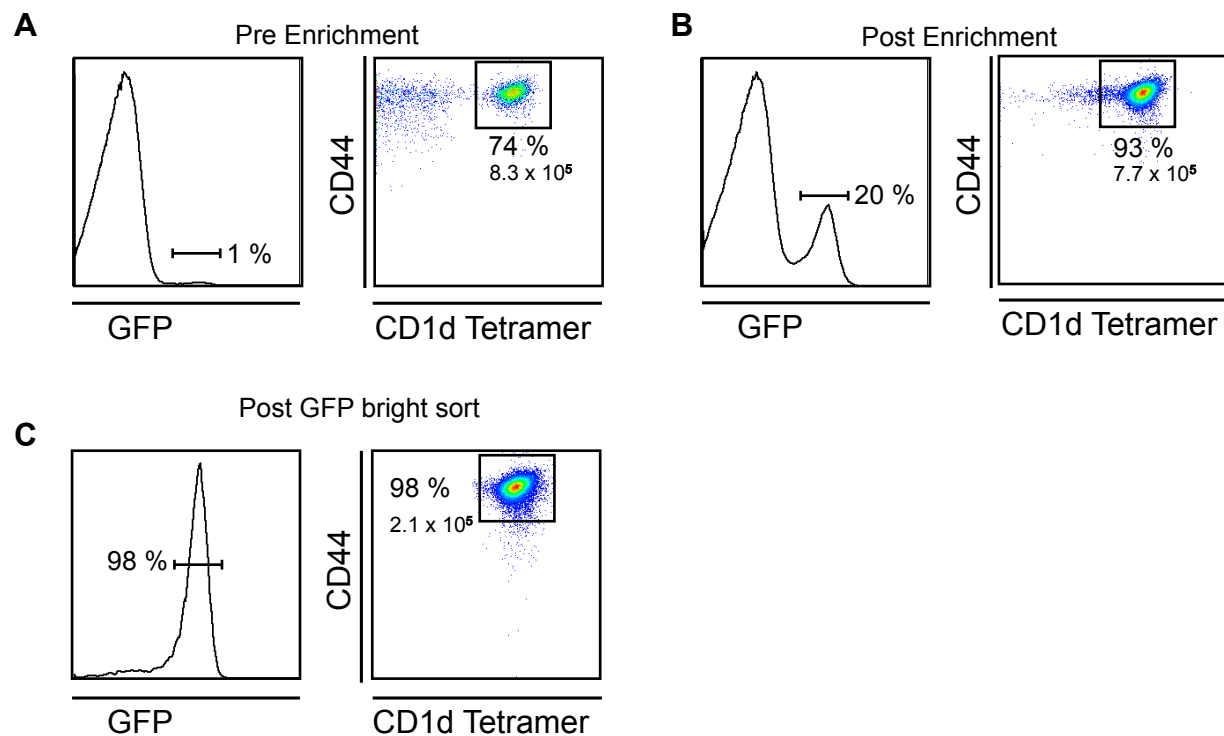 A
Pre Enrichment
1 %
GFP
CD44
74 %
8.3 x 10⁵
CD1d Tetramer
B
Post Enrichment
20 %
GFP
CD44
93 %
7.7 x 10⁵
CD1d Tetramer
C
Post GFP bright sort
98 %
GFP
CD44
98 %
2.1 x 10⁵
CD1d Tetramer